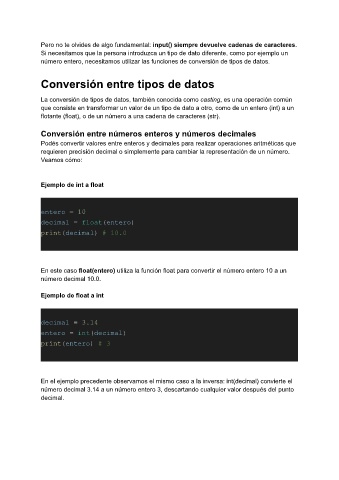 Pero no te olvides de algo fundamental: input() siempre devuelve cadenas de caracteres.
Si necesitamos que la persona introduzca un tipo de dato diferente, como por ejemplo un
número entero, necesitamos utilizar las funciones de conversión de tipos de dato.
Conversión entre tipos de datos
La conversión de tipos de datos, también conocida como casting, es una operación común
que consiste en transformar un valor de un tipo de dato a otro, como de un entero (int) a un
flotante (float), o de un número a una cadena de caracteres (str).
Conversión entre números enteros y números decimales
Podés convertir valores entre enteros y decimales para realizar operaciones aritméticas que
requieren precisión decimal o simplemente para cambiar la representación de un número.
Veamos cómo:
Ejemplo de int a float
entero = 10
decimal = float(entero)
print(decimal) # 10.0
En este caso float(entero) utiliza la función float para convertir el número entero 10 a un
número decimal 10.0.
Ejemplo de float a int
decimal = 3.14
entero = int(decimal)
print(entero) # 3
En el ejemplo precedente observamos el mismo caso a la inversa: int(decimal) convierte el
número decimal 3.14 a un número entero 3, descartando cualquier valor después del punto
decimal.